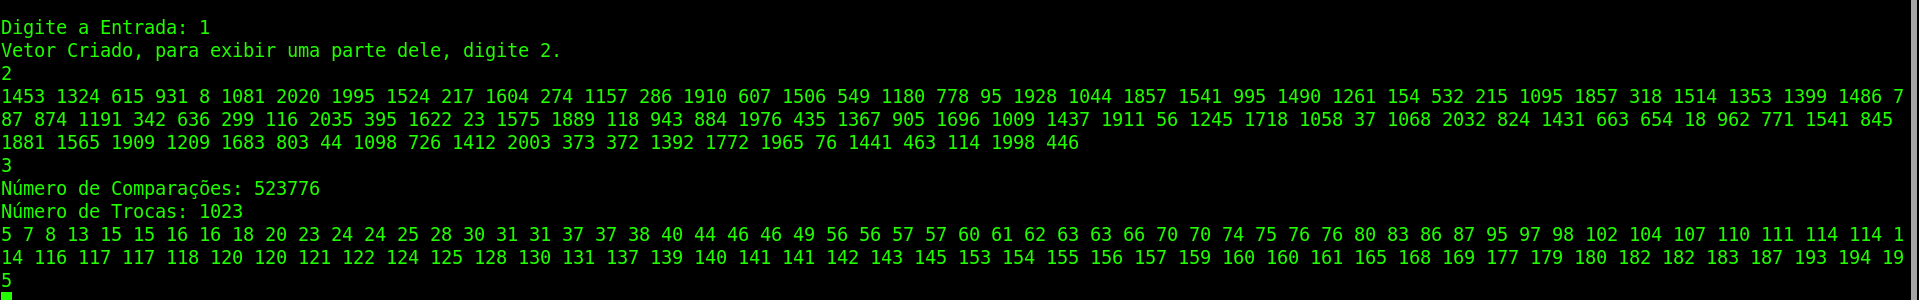 Digite a Entrada: 1
Vetor Criado, para exibir uma parte dele, digite 2.
2
1453 1324 615 931 8 1081 2020 1995 1524 217 1604 274 1157 286 1910 607 1506 549 1180 778 95 1928 1044 1857 1541 995 1490 1261 154 532 215 1095 1857 318 1514 1353 1399 1486 7
87 874 1191 342 636 299 116 2035 395 1622 23 1575 1889 118 943 884 1976 435 1367 905 1696 1009 1437 1911 56 1245 1718 1058 37 1068 2032 824 1431 663 654 18 962 771 1541 845
1881 1565 1909 1209 1683 803 44 1098 726 1412 2003 373 372 1392 1772 1965 76 1441 463 114 1998 446
3
Número de Comparações: 523776
Número de Trocas: 1023
5 7 8 13 15 15 16 16 18 20 23 24 24 25 28 30 31 31 37 37 38 40 44 46 46 49 56 56 57 57 60 61 62 63 63 66 70 70 74 75 76 76 80 83 86 87 95 97 98 102 104 107 110 111 114 114 1
14 116 117 117 118 120 120 121 122 124 125 128 130 131 137 139 140 141 141 142 143 145 153 154 155 156 157 159 160 160 161 165 168 169 177 179 180 182 182 183 187 193 194 19
5